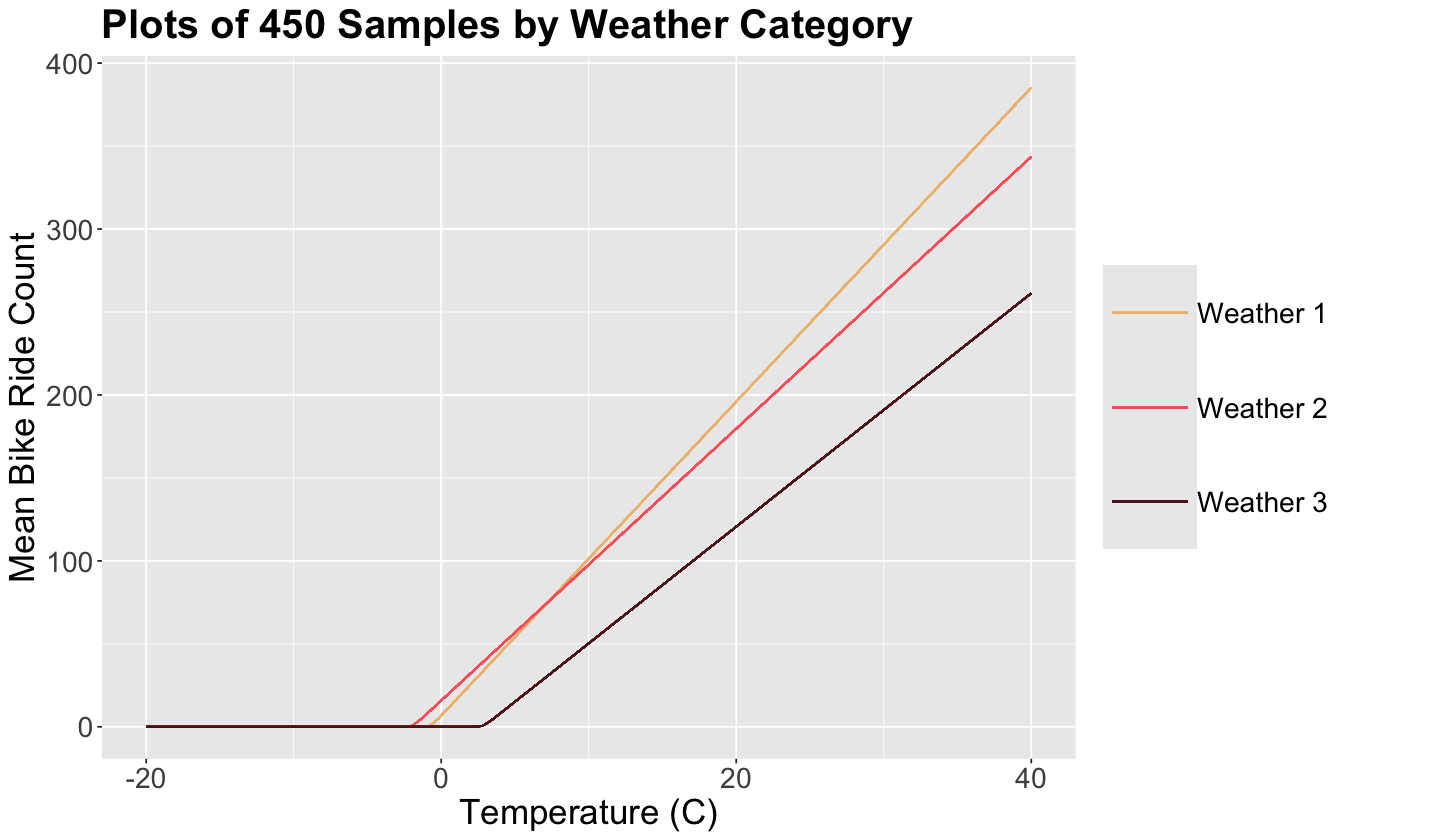 Plots of 450 Samples by Weather Category
Mean Bike Ride Count
400
300
200
100
0
-20
0
20
40
Temperature (C)
Weather 1
Weather 2
Weather 3